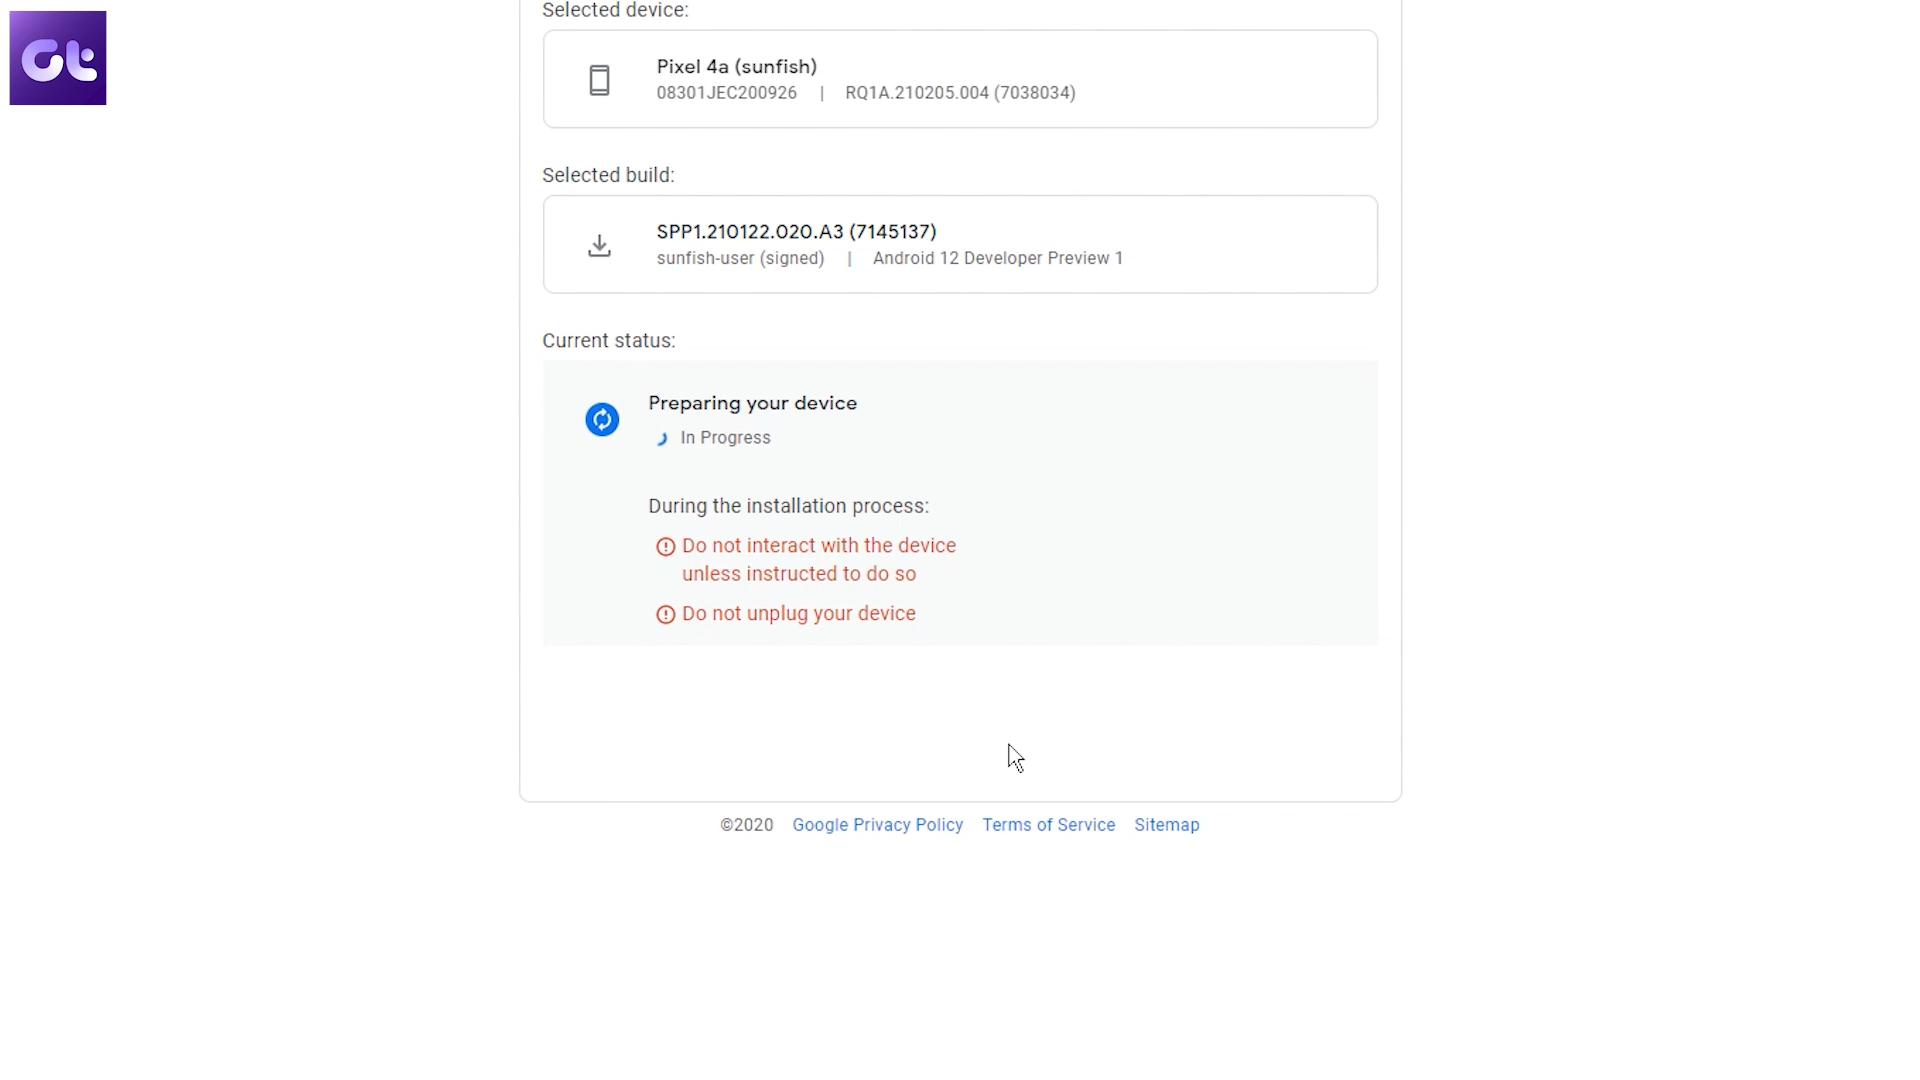 Gt
Selected device:
Pixel 4a (sunfish)
08301JEC200926 | RQ1A.210205.004 (7038034)
Selected build:
SPP1.210122.020.A3 (7145137)
sunfish-user (signed) | Android 12 Developer Preview 1
Current status:
Preparing your device
In Progress
During the installation process:
Do not interact with the device
unless instructed to do so
Do not unplug your device
©2020 Google Privacy Policy Terms of Service Sitemap